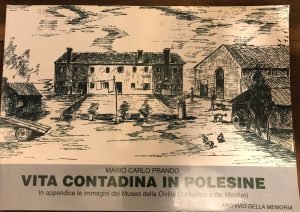 MARIO CARLO PRANDO
VITA CONTADINA IN POLESINE
In appendice le immagini del Museo della Civiltà Contadina e dei Mestieri
ARCHIVIO DELLA MEMORIA